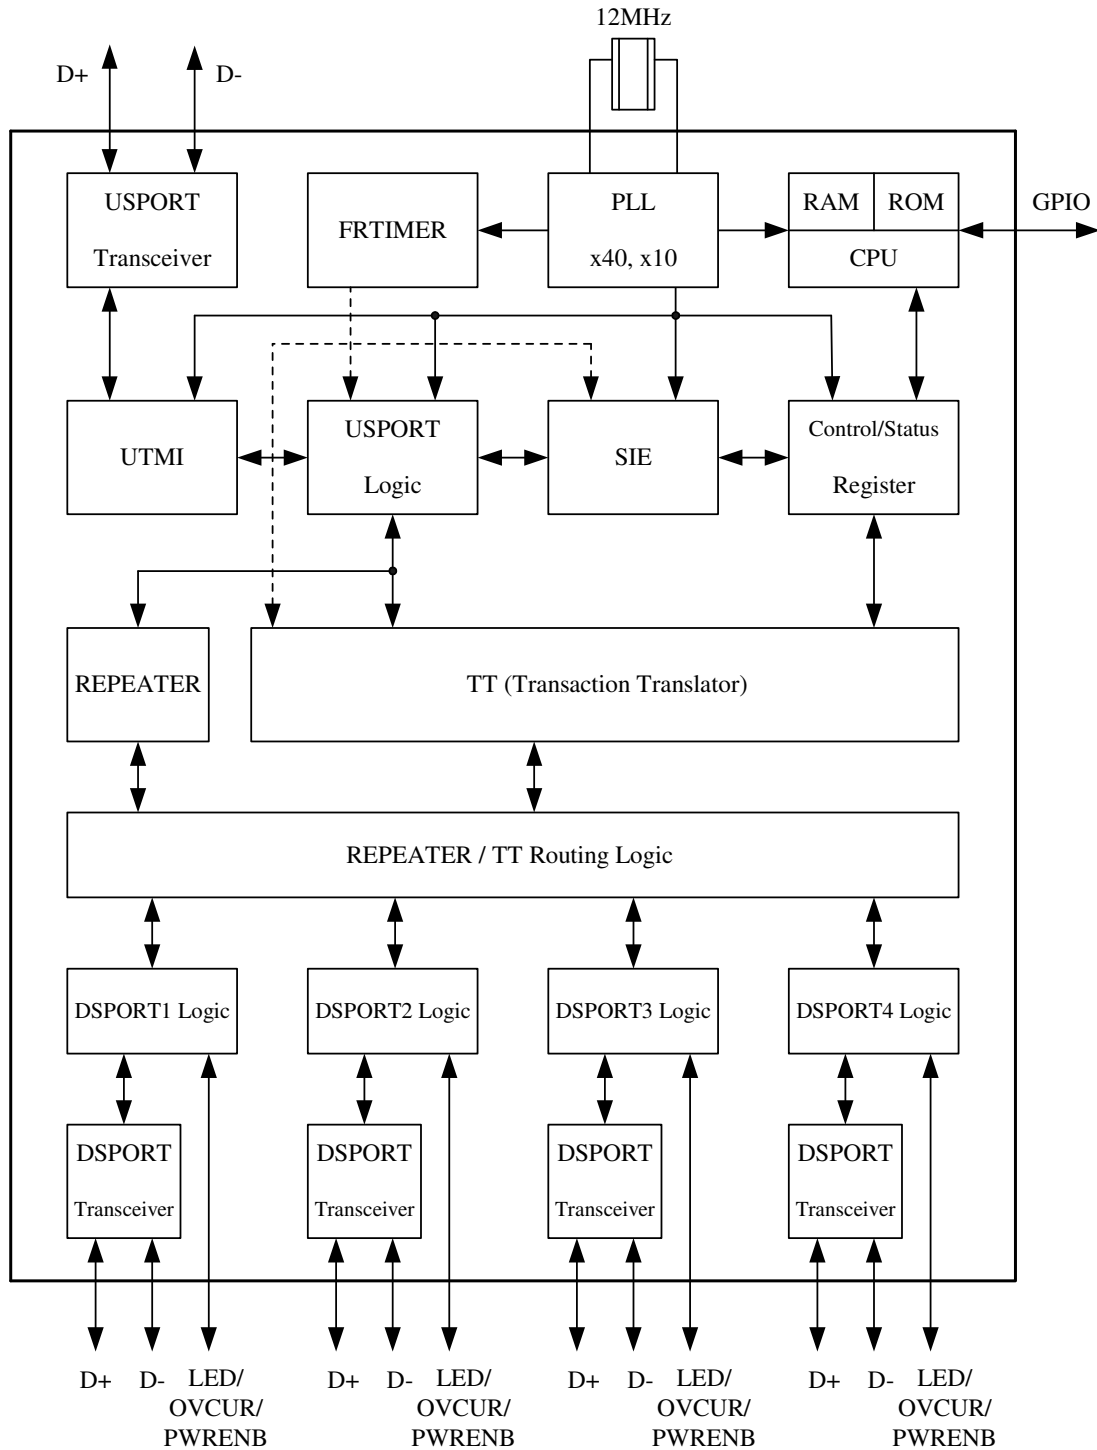 12MHz
D+
D-
USPORT
Transceiver
FRTIMER
PLL
x40, x10
RAM
ROM
CPU
GPIO
UTMI
USPORT
Logic
SIE
Control/Status
Register
REPEATER
TT (Transaction Translator)
REPEATER / TT Routing Logic
DSPORT1 Logic
DSPORT2 Logic
DSPORT3 Logic
DSPORT4 Logic
DSPORT
Transceiver
DSPORT
Transceiver
DSPORT
Transceiver
DSPORT
Transceiver
D+
D-
LED/
OVCUR/
PWRENB
D+
D-
LED/
OVCUR/
PWRENB
D+
D-
LED/
OVCUR/
PWRENB
D+
D-
LED/
OVCUR/
PWRENB